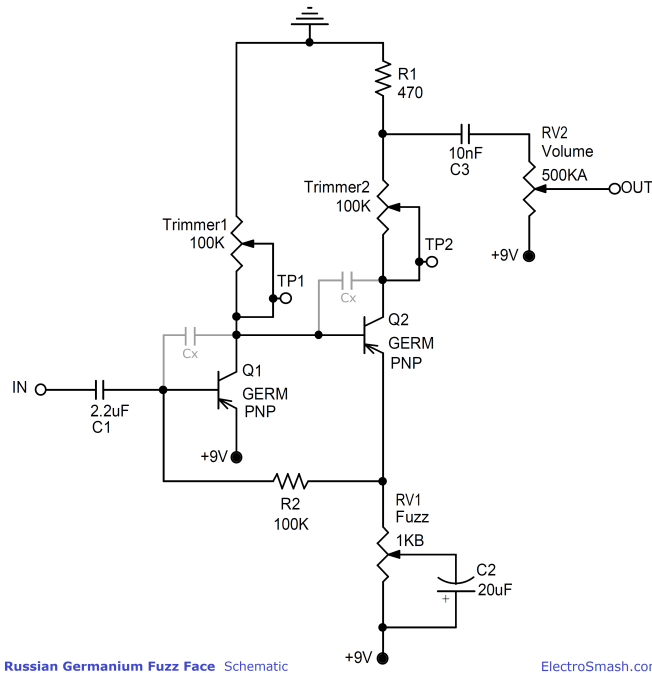 R1
470
10nF
C3
RV2
Volume
500KA
OUT
+9V
Trimmer2
100K
TP2
Trimmer1
100K
TP1
Cx
Q2
GERM
PNP
Cx
IN
2.2uF
C1
Q1
GERM
PNP
+9V
R2
100K
RV1
Fuzz
1KB
C2
20uF
+
+9V
Russian Germanium Fuzz Face Schematic
ElectroSmash.com